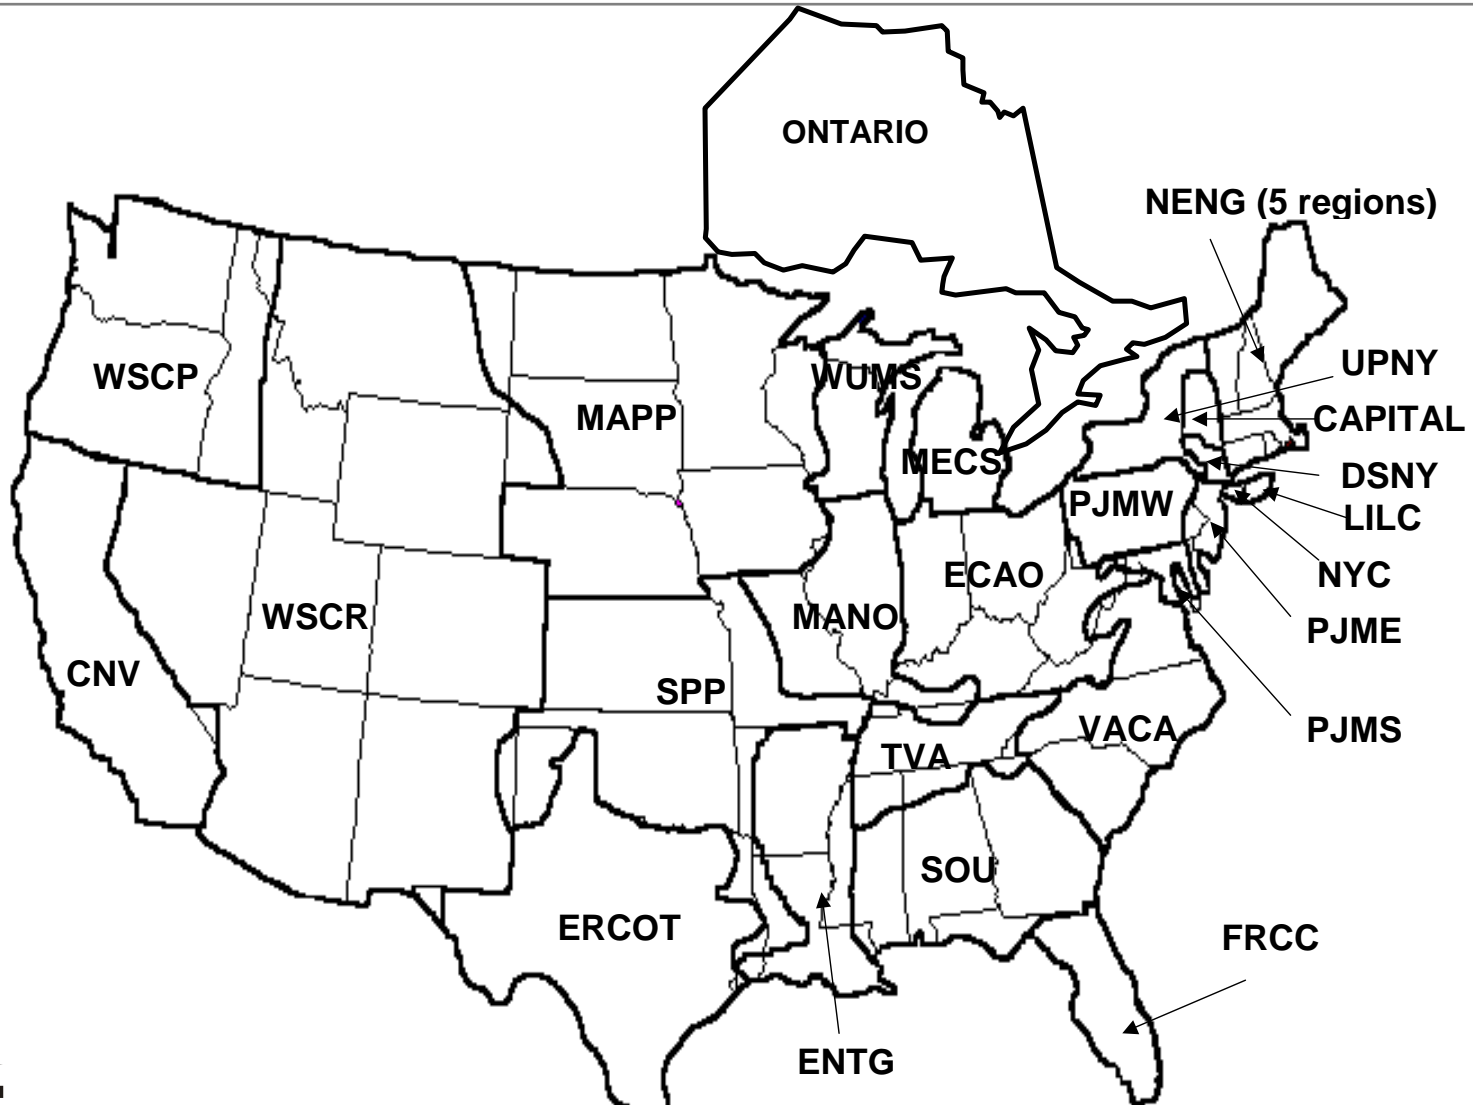 ONTARIO
NENG (5 regions)
UPNY
WSCP
WUMS
MAPP
CAPITAL
MECS
DSNY
PJMW
LILC
ECAO
NYC
WSCR
MANO
PJME
CNV
SPP
VACA
PJMS
TVA
SOU
ERCOT
FRCC
ENTG